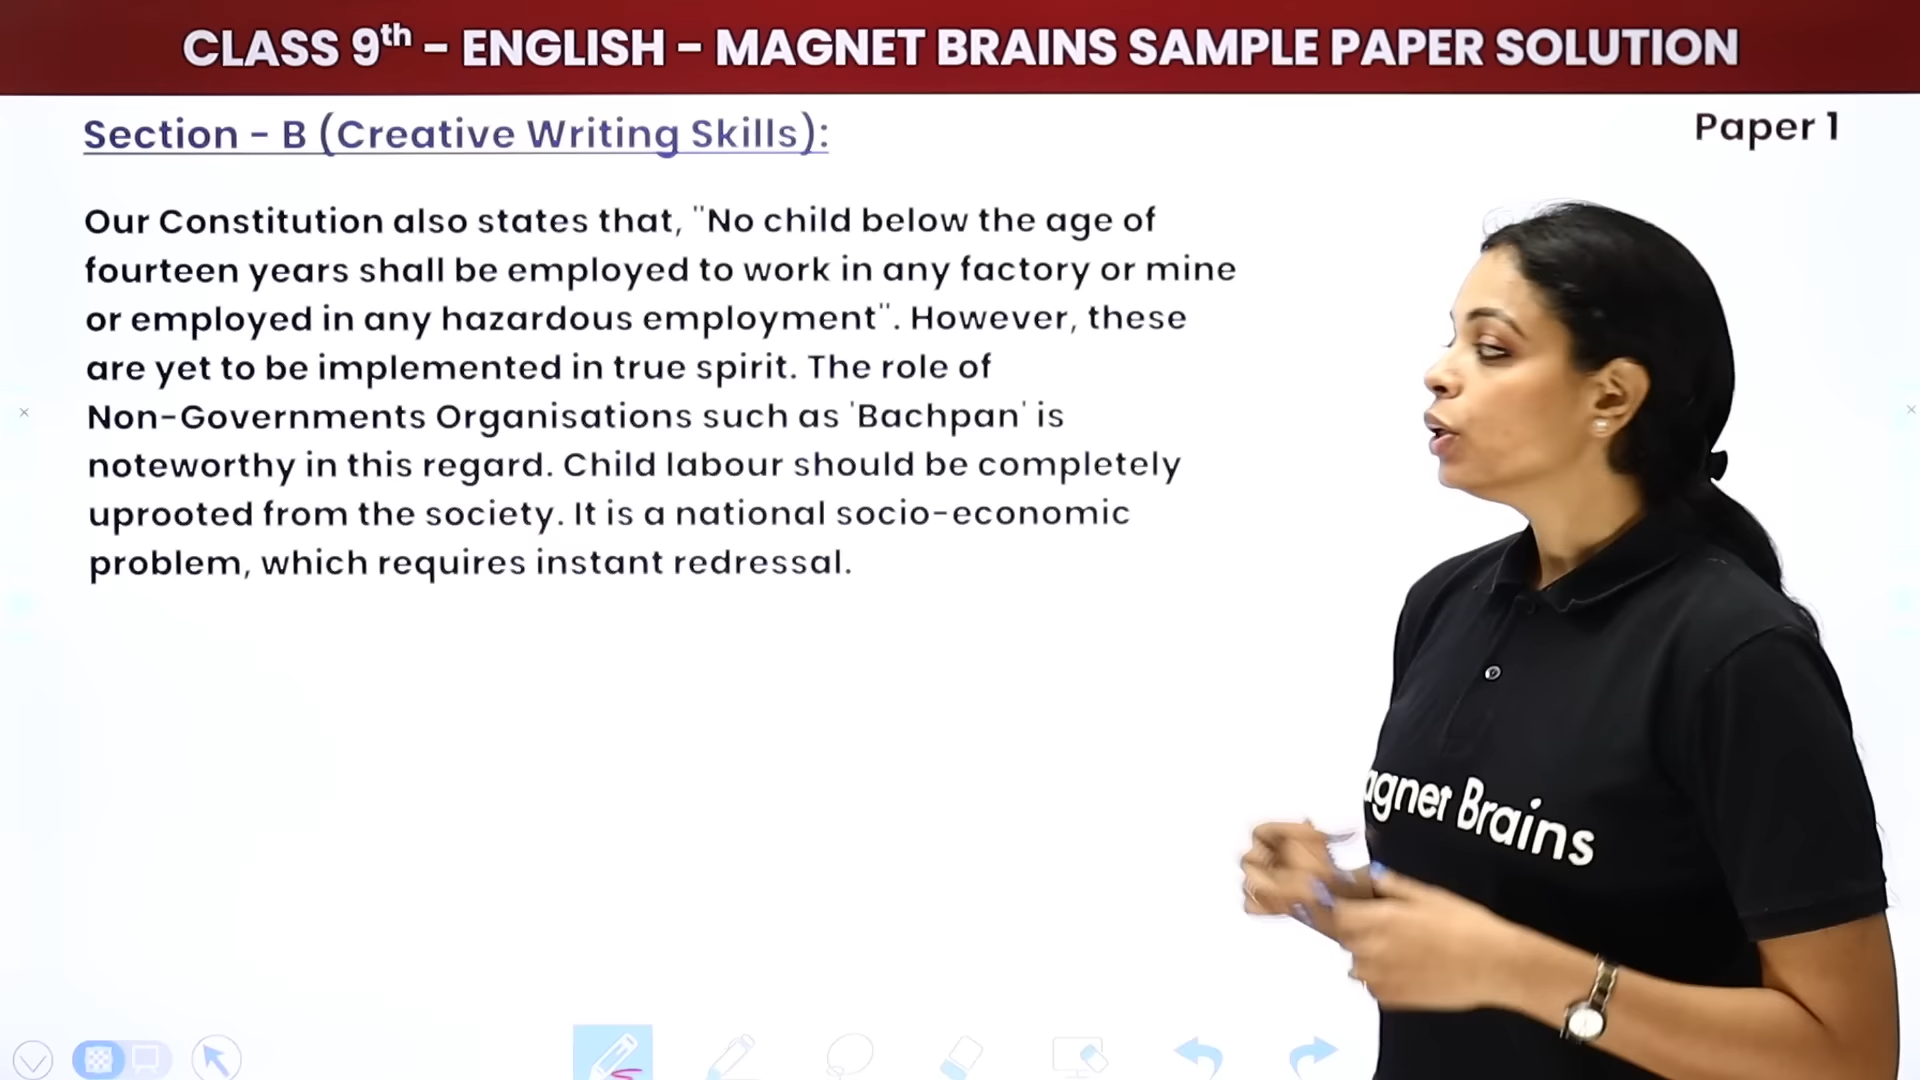 CLASS 9th – ENGLISH – MAGNET BRAINS SAMPLE PAPER SOLUTION
Section - B (Creative Writing Skills):
Paper 1
Our Constitution also states that, "No child below the age of
fourteen years shall be employed to work in any factory or mine
or employed in any hazardous employment". However, these
are yet to be implemented in true spirit. The role of
Non-Governments Organisations such as 'Bachpan' is
noteworthy in this regard. Child labour should be completely
uprooted from the society. It is a national socio-economic
problem, which requires instant redressal.
agnet Brains